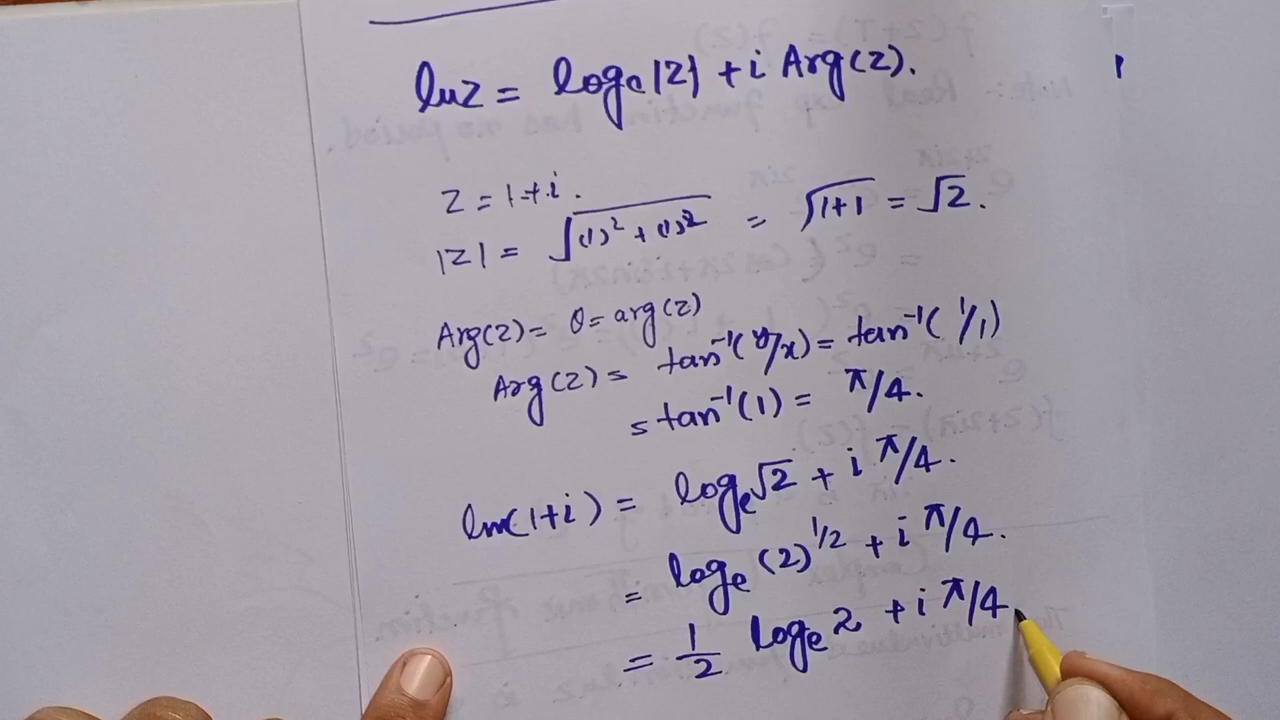 ln z = logₑ|z| + i Arg(z).
z = 1+i.
|z| = √((1)² + (1)²) = √(1+1) = √2.
Arg(z) = θ = arg(z)
Arg(z) = tan⁻¹(y/x) = tan⁻¹(1/1)
= tan⁻¹(1) = π/4.
ln(1+i) = logₑ√2 + i π/4.
= logₑ(2)^1/2 + i π/4.
= 1/2 logₑ2 + i π/4